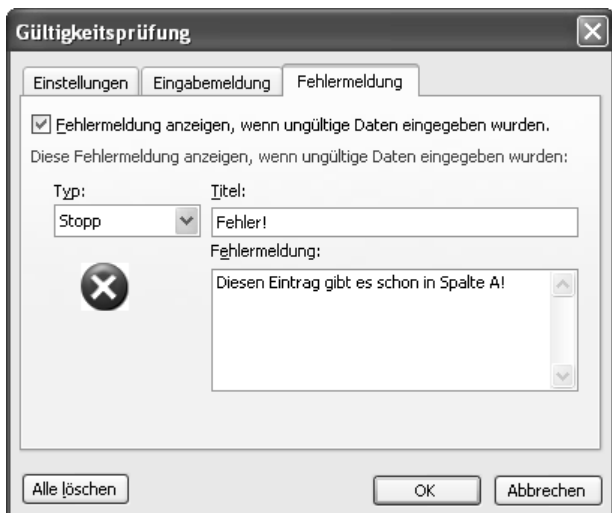 Gültigkeitsprüfung
Einstellungen Eingabemeldung Fehlermeldung
Fehlermeldung anzeigen, wenn ungültige Daten eingegeben wurden.
Diese Fehlermeldung anzeigen, wenn ungültige Daten eingegeben wurden:
Typ: Titel:
Stopp Fehler!
Fehlermeldung:
Diesen Eintrag gibt es schon in Spalte A!
Alle löschen OK Abbrechen